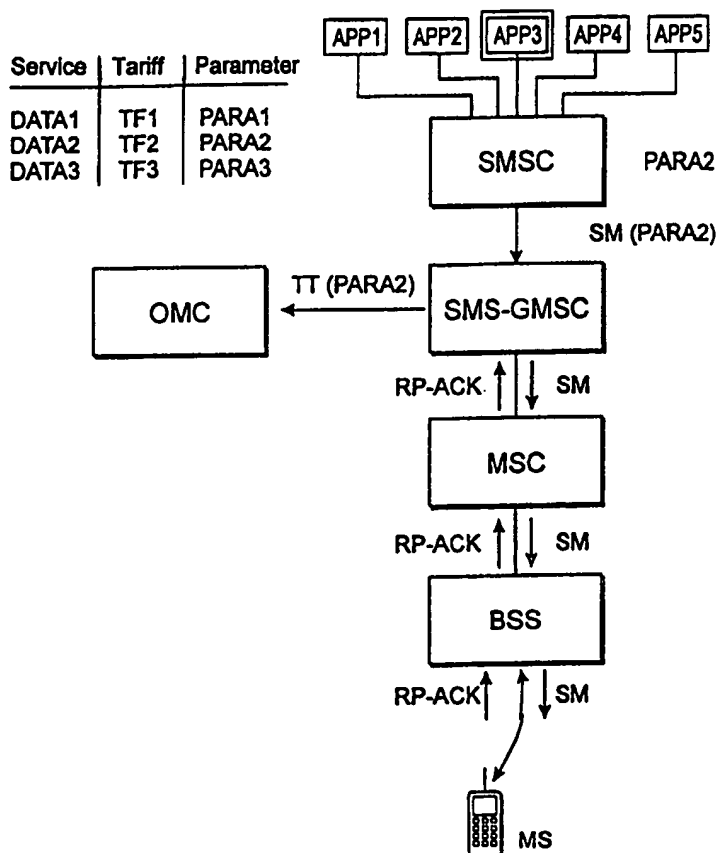 APP1 APP2 APP3 APP4 APP5
Service Tariff Parameter
DATA1 TF1 PARA1
DATA2 TF2 PARA2
DATA3 TF3 PARA3
SMSC PARA2
SM (PARA2)
TT (PARA2)
OMC SMS-GMSC
RP-ACK SM
MSC
RP-ACK SM
BSS
RP-ACK SM
MS